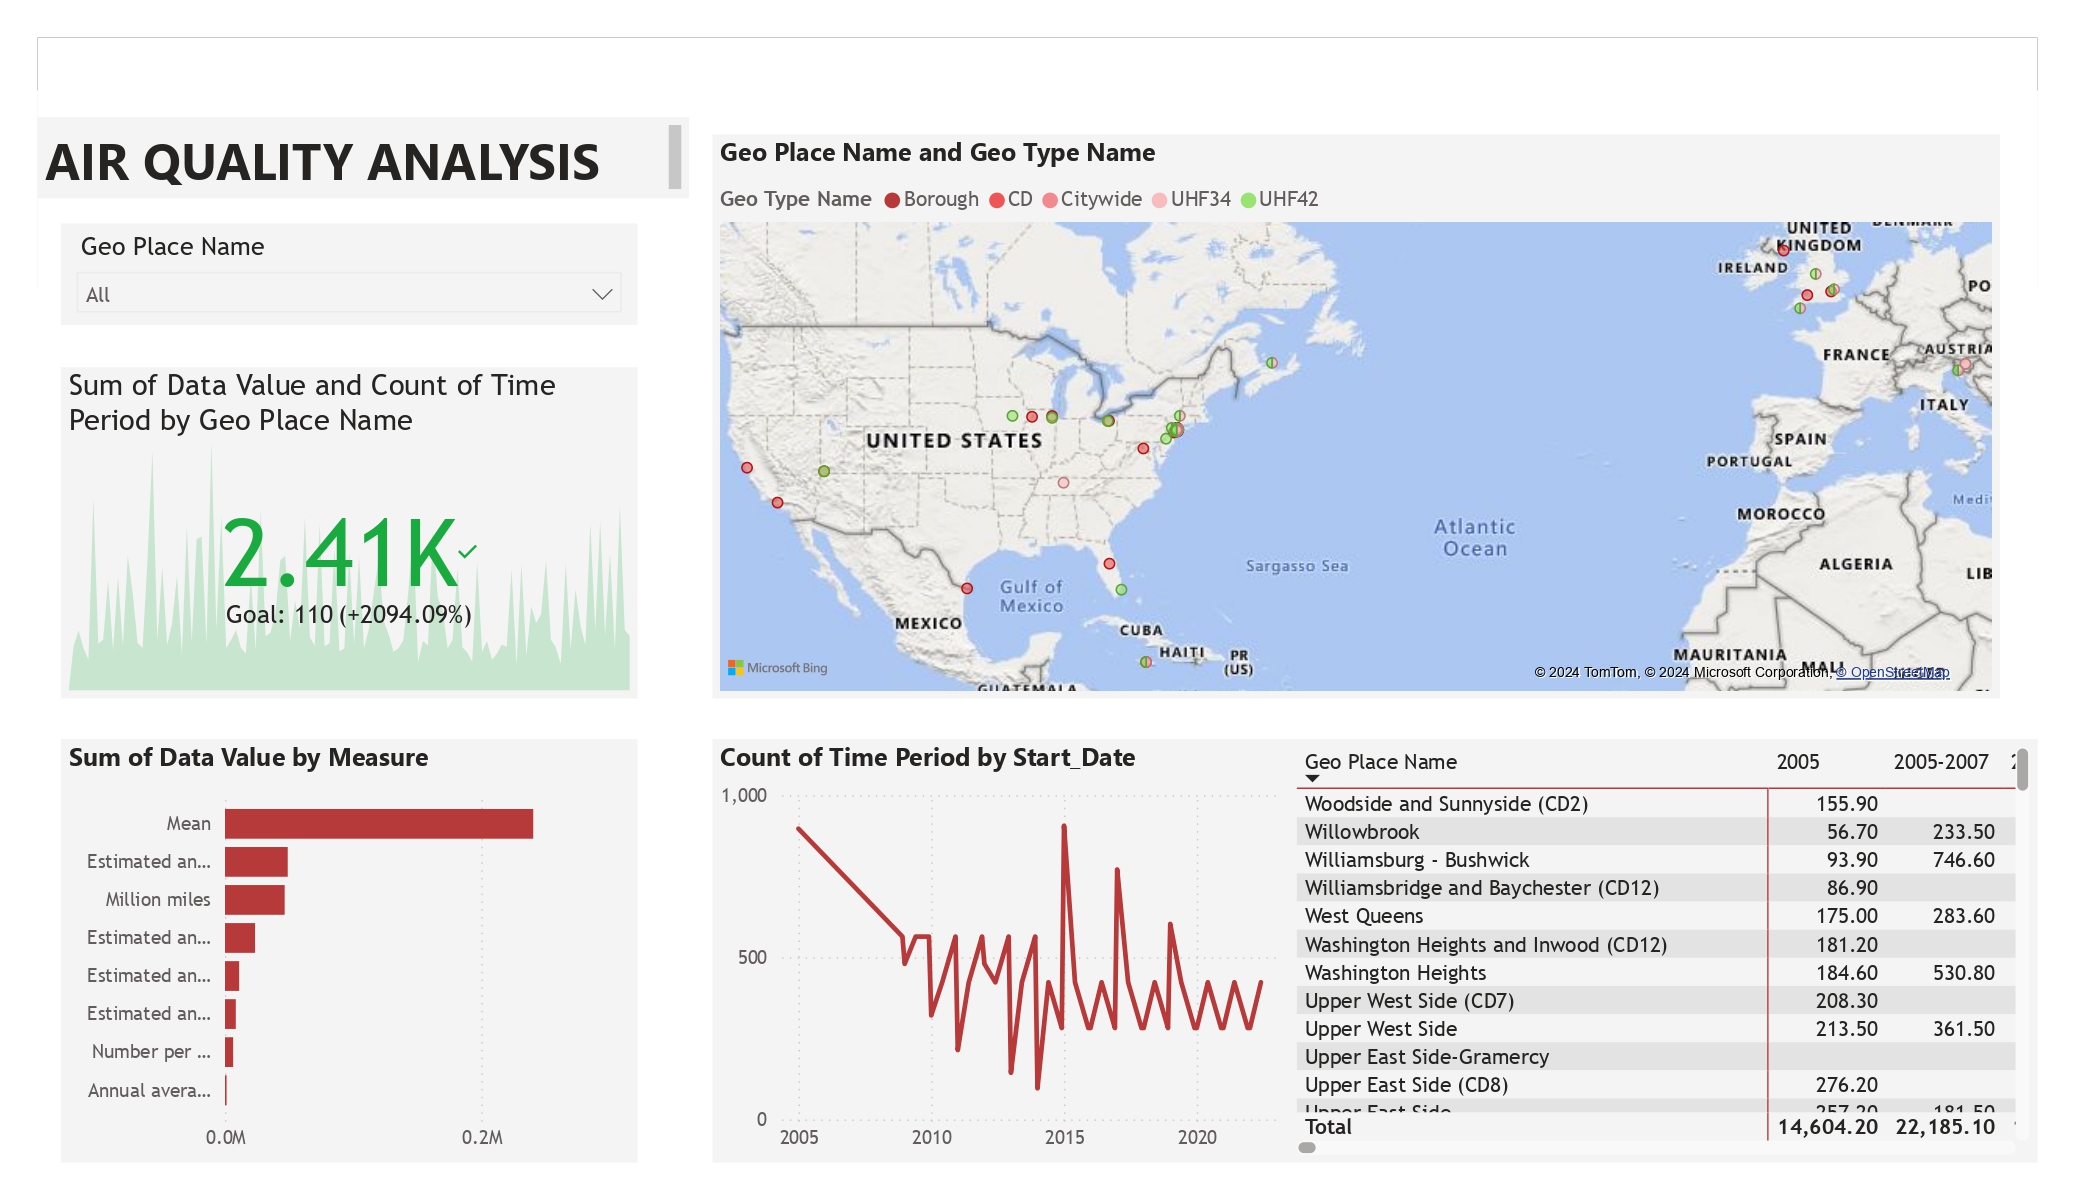 AIR QUALITY ANALYSIS
Geo Place Name
All
Sum of Data Value and Count of Time
Period by Geo Place Name
2.41K
Goal: 110 (+2094.09%)
Geo Place Name and Geo Type Name
Geo Type Name Borough CD Citywide UHF34 UHF42
UNITED
KINGDOM
DENMARK
IRELAND
PO
FRANCE
AUSTRIA
ITALY
UNITED STATES
SPAIN
PORTUGAL
Medit
MOROCCO
Atlantic
Ocean
Sargasso Sea
ALGERIA
LIB
Gulf of
Mexico
MEXICO
CUBA
HAITI
PR
(US)
MAURITANIA
MALI
GUATEMALA
Microsoft Bing
© 2024 TomTom, © 2024 Microsoft Corporation, © OpenStreetMap
Sum of Data Value by Measure
Mean
Estimated an...
Million miles
Estimated an...
Estimated an...
Estimated an...
Number per ...
Annual avera...
0.0M 0.2M
Count of Time Period by Start_Date
1,000
500
0
2005 2010 2015 2020
Geo Place Name 2005 2005-2007
Woodside and Sunnyside (CD2) 155.90
Willowbrook 56.70 233.50
Williamsburg - Bushwick 93.90 746.60
Williamsbridge and Baychester (CD12) 86.90
West Queens 175.00 283.60
Washington Heights and Inwood (CD12) 181.20
Washington Heights 184.60 530.80
Upper West Side (CD7) 208.30
Upper West Side 213.50 361.50
Upper East Side-Gramercy
Upper East Side (CD8) 276.20
Upper East Side 257.20 181.50
Total 14,604.20 22,185.10